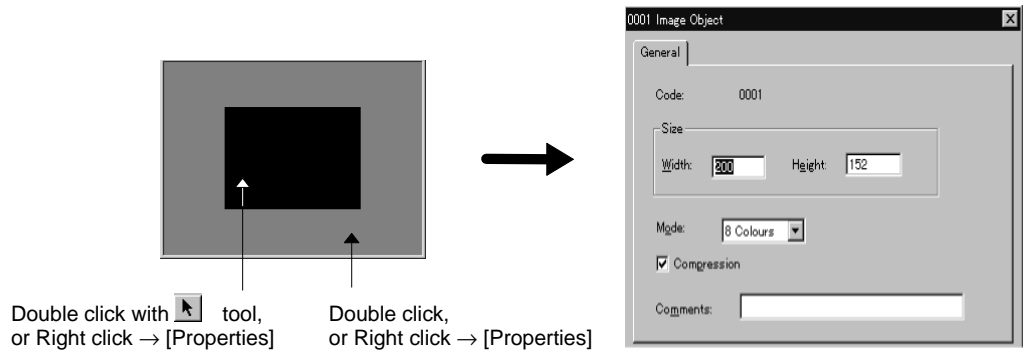 0001 Image Object
General
Code: 0001
Size
Width: 200 Height: 152
Mode: 8 Colours
Compression
Comments:
Double click with tool,
or Right click → [Properties]
Double click,
or Right click → [Properties]